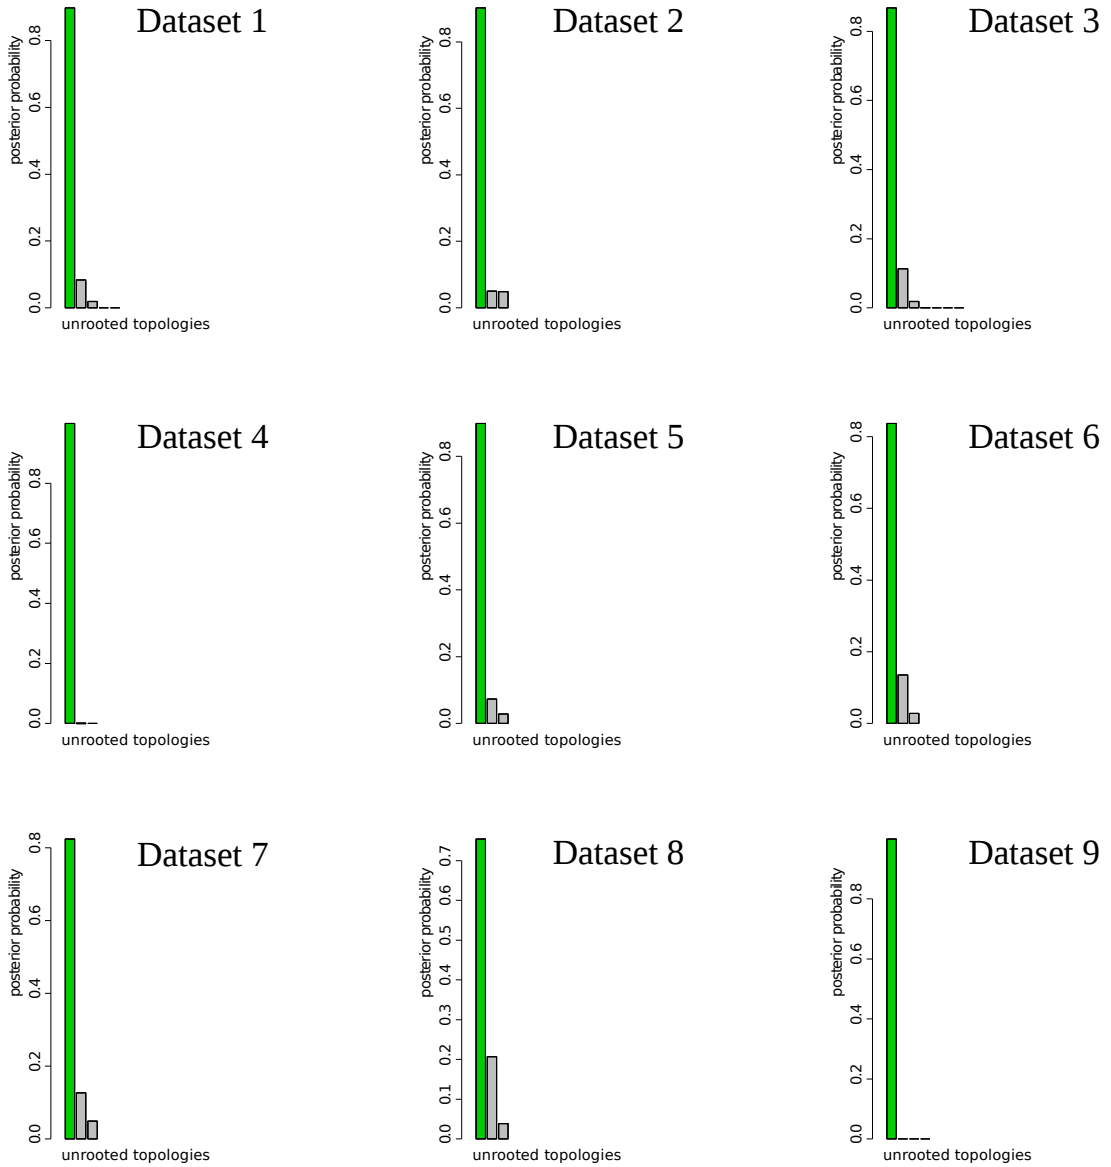 Dataset 1
posterior probability
0.0 0.2 0.4 0.6 0.8
unrooted topologies
Dataset 2
posterior probability
0.0 0.2 0.4 0.6 0.8
unrooted topologies
Dataset 3
posterior probability
0.0 0.2 0.4 0.6 0.8
unrooted topologies
Dataset 4
posterior probability
0.0 0.2 0.4 0.6 0.8
unrooted topologies
Dataset 5
posterior probability
0.0 0.2 0.4 0.6 0.8
unrooted topologies
Dataset 6
posterior probability
0.0 0.2 0.4 0.6 0.8
unrooted topologies
Dataset 7
posterior probability
0.0 0.2 0.4 0.6 0.8
unrooted topologies
Dataset 8
posterior probability
0.0 0.1 0.2 0.3 0.4 0.5 0.6 0.7
unrooted topologies
Dataset 9
posterior probability
0.0 0.2 0.4 0.6 0.8
unrooted topologies